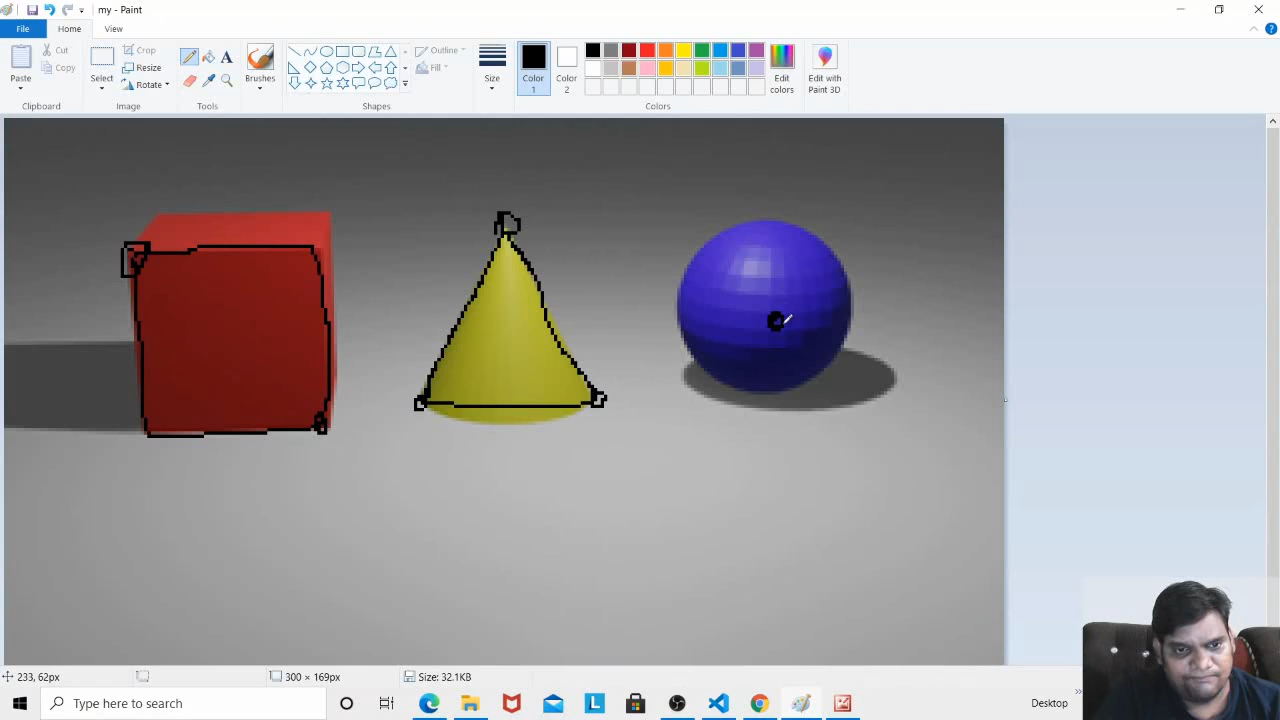 my - Paint
File
Home
View
Paste
Cut
Copy
Clipboard
Select
Crop
Resize
Rotate
Image
A
Tools
Brushes
Outline
Fill
Shapes
Size
Color
1
Color
2
Edit
colors
Colors
Edit with
Paint 3D
233, 62px
300 × 169px
Size: 32.1KB
Type here to search
L
Desktop